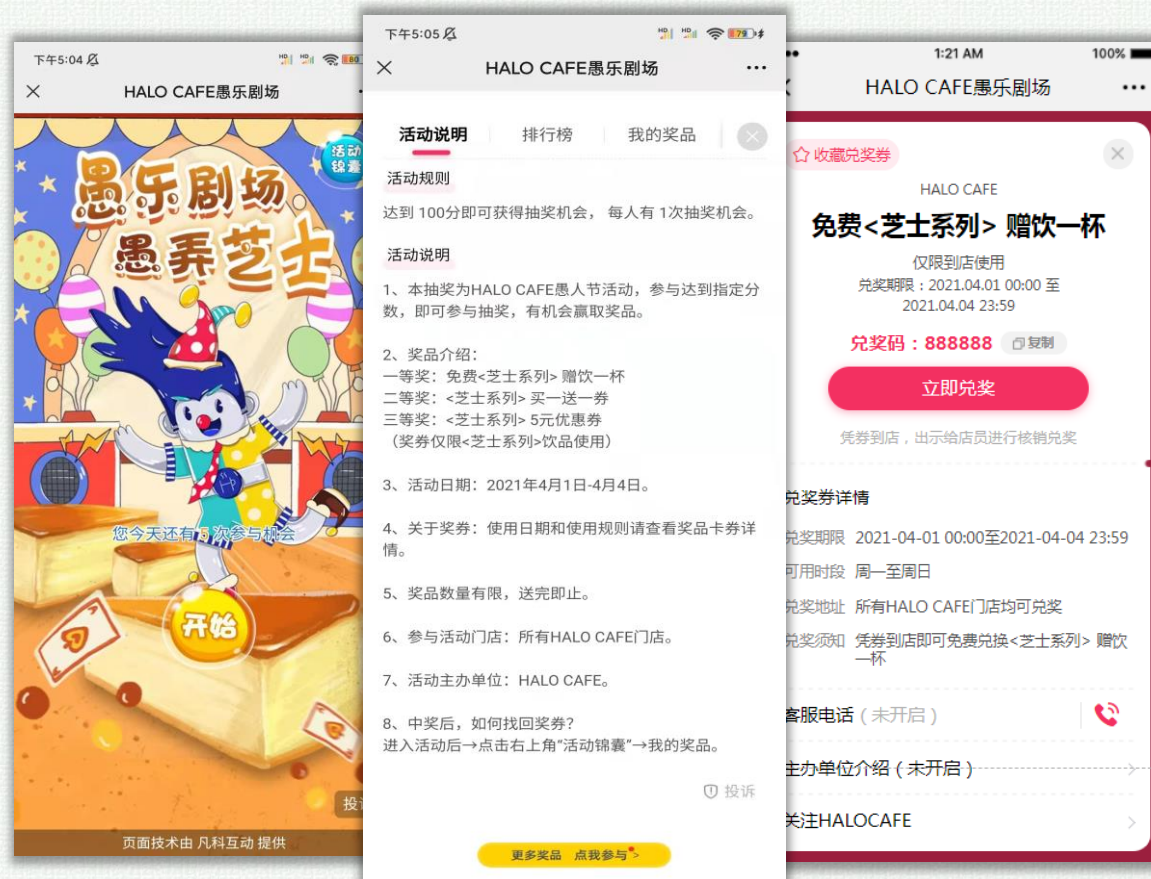 下午5:04
HALO CAFE愚乐剧场
活动
锦囊
愚乐剧场
愚弄芝士
您今天还有 5 次参与机会
开始
投
页面技术由 凡科互动 提供
下午5:05
79
HALO CAFE愚乐剧场
活动说明
排行榜
我的奖品
活动规则
达到 100分即可获得抽奖机会， 每人有 1次抽奖机会。
活动说明
1、本抽奖为HALO CAFE愚人节活动，参与达到指定分
数，即可参与抽奖，有机会赢取奖品。
2、奖品介绍：
一等奖：免费<芝士系列> 赠饮一杯
二等奖：<芝士系列> 买一送一券
三等奖：<芝士系列> 5元优惠券
（奖券仅限<芝士系列>饮品使用）
3、活动日期：2021年4月1日-4月4日。
4、关于奖券：使用日期和使用规则请查看奖品卡券详
情。
5、奖品数量有限，送完即止。
6、参与活动门店：所有HALO CAFE门店。
7、活动主办单位：HALO CAFE。
8、中奖后，如何找回奖券？
进入活动后→点击右上角“活动锦囊”→我的奖品。
投诉
更多奖品 点我参与>
1:21 AM
100%
HALO CAFE愚乐剧场
收藏兑奖券
HALO CAFE
免费<芝士系列> 赠饮一杯
仅限到店使用
兑奖期限：2021.04.01 00:00 至
2021.04.04 23:59
兑奖码：888888
复制
立即兑奖
凭券到店，出示给店员进行核销兑奖
兑奖券详情
兑奖期限 2021-04-01 00:00至2021-04-04 23:59
可用时段 周一至周日
兑奖地址 所有HALO CAFE门店均可兑奖
兑奖须知 凭券到店即可免费兑换<芝士系列> 赠饮
一杯
客服电话（未开启）
主办单位介绍（未开启）
关注HALOCAFE